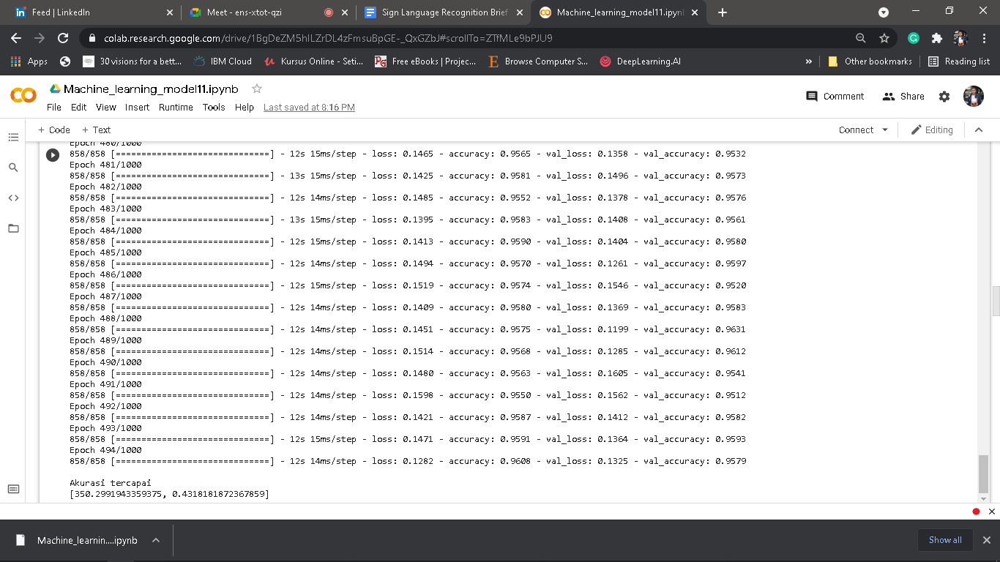 Feed | LinkedIn
Meet - ens-xtot-qzi
Sign Language Recognition Brief
Machine_learning_model11.ipynb
colab.research.google.com/drive/1BgDeZM5hILZrDL4zFmsuBpGE-_QxGZbJ#scrollTo=ZTfMLe9bPJU9
Apps
30 visions for a bett...
IBM Cloud
Kursus Online - Seti...
Free eBooks | Projec...
Browse Computer S...
DeepLearning.AI
»
Other bookmarks
Reading list
Machine_learning_model11.ipynb
Comment
Share
File Edit View Insert Runtime Tools Help Last saved at 8:16 PM
+ Code + Text
Connect
Editing
Epoch 480/1000
858/858 [==============================] - 12s 15ms/step - loss: 0.1465 - accuracy: 0.9565 - val_loss: 0.1358 - val_accuracy: 0.9532
Epoch 481/1000
858/858 [==============================] - 13s 15ms/step - loss: 0.1425 - accuracy: 0.9581 - val_loss: 0.1496 - val_accuracy: 0.9573
Epoch 482/1000
858/858 [==============================] - 12s 14ms/step - loss: 0.1485 - accuracy: 0.9552 - val_loss: 0.1378 - val_accuracy: 0.9576
Epoch 483/1000
858/858 [==============================] - 13s 15ms/step - loss: 0.1395 - accuracy: 0.9583 - val_loss: 0.1408 - val_accuracy: 0.9561
Epoch 484/1000
858/858 [==============================] - 12s 15ms/step - loss: 0.1413 - accuracy: 0.9590 - val_loss: 0.1404 - val_accuracy: 0.9580
Epoch 485/1000
858/858 [==============================] - 12s 14ms/step - loss: 0.1494 - accuracy: 0.9570 - val_loss: 0.1261 - val_accuracy: 0.9597
Epoch 486/1000
858/858 [==============================] - 12s 15ms/step - loss: 0.1519 - accuracy: 0.9574 - val_loss: 0.1546 - val_accuracy: 0.9520
Epoch 487/1000
858/858 [==============================] - 12s 14ms/step - loss: 0.1409 - accuracy: 0.9580 - val_loss: 0.1369 - val_accuracy: 0.9583
Epoch 488/1000
858/858 [==============================] - 12s 14ms/step - loss: 0.1451 - accuracy: 0.9575 - val_loss: 0.1199 - val_accuracy: 0.9631
Epoch 489/1000
858/858 [==============================] - 12s 14ms/step - loss: 0.1514 - accuracy: 0.9568 - val_loss: 0.1285 - val_accuracy: 0.9612
Epoch 490/1000
858/858 [==============================] - 12s 14ms/step - loss: 0.1480 - accuracy: 0.9563 - val_loss: 0.1605 - val_accuracy: 0.9541
Epoch 491/1000
858/858 [==============================] - 12s 14ms/step - loss: 0.1598 - accuracy: 0.9550 - val_loss: 0.1562 - val_accuracy: 0.9512
Epoch 492/1000
858/858 [==============================] - 12s 14ms/step - loss: 0.1421 - accuracy: 0.9587 - val_loss: 0.1412 - val_accuracy: 0.9582
Epoch 493/1000
858/858 [==============================] - 12s 15ms/step - loss: 0.1471 - accuracy: 0.9591 - val_loss: 0.1364 - val_accuracy: 0.9593
Epoch 494/1000
858/858 [==============================] - 12s 14ms/step - loss: 0.1282 - accuracy: 0.9608 - val_loss: 0.1325 - val_accuracy: 0.9579
Akurasi tercapai
[350.2991943359375, 0.4318181872367859]
Machine_learnin....ipynb
Show all